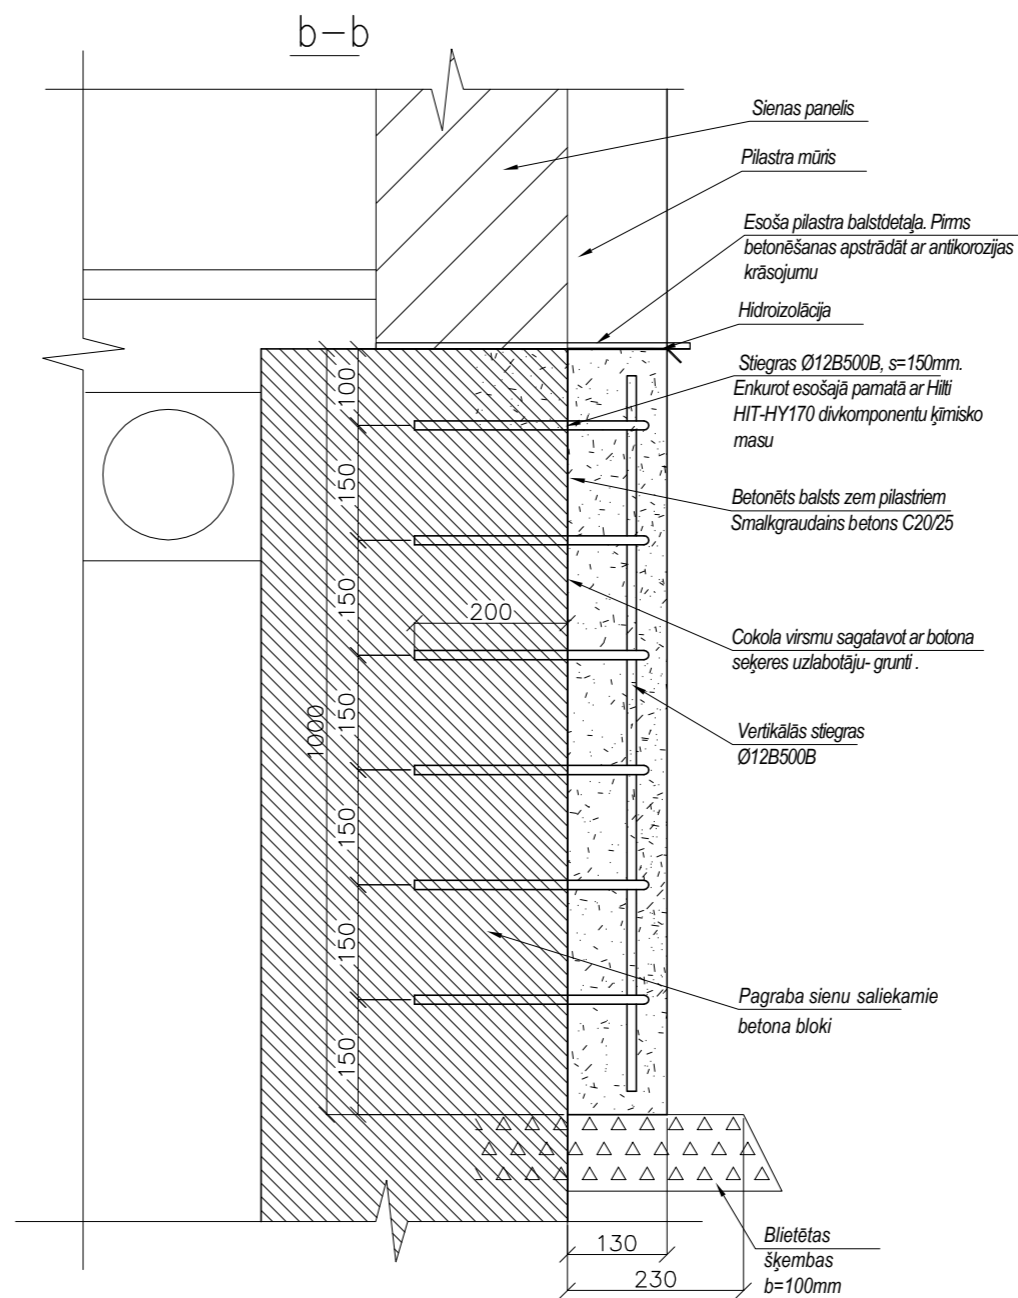 b-b
Sienas panelis
Pilastra mūris
Esoša pilastra balstdetaļa. Pirms
betonēšanas apstrādāt ar antikorozijas
krāsojumu
Hidroizolācija
Stiegras Ø12B500B, s=150mm.
Enkurot esošajā pamatā ar Hilti
HIT-HY170 divkomponentu ķīmisko
masu
Betonēts balsts zem pilastriem
Smalkgraudains betons C20/25
Cokola virsmu sagatavot ar botona
seķeres uzlabotāju- grunti .
Vertikālās stiegras
Ø12B500B
Pagraba sienu saliekamie
betona bloki
Blietētas
šķembas
b=100mm
100
150
150
150
150
150
150
1000
200
130
230